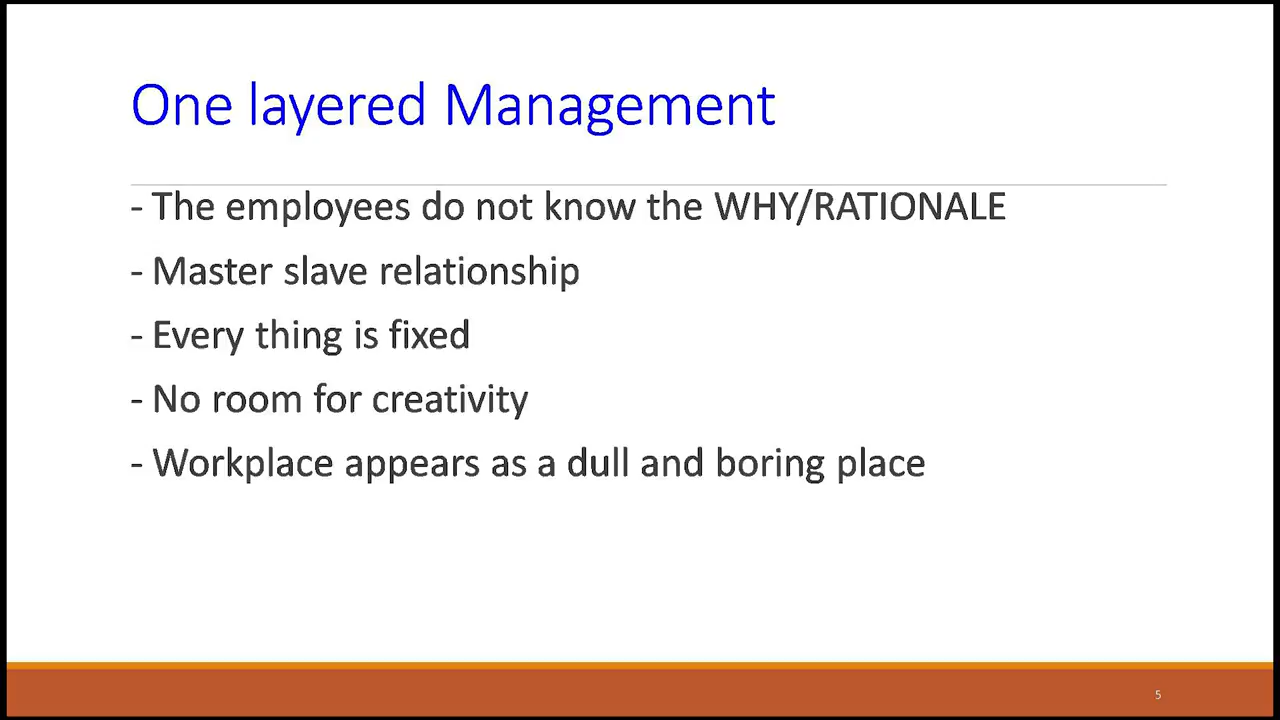 One layered Management
- The employees do not know the WHY/RATIONALE
- Master slave relationship
- Every thing is fixed
- No room for creativity
- Workplace appears as a dull and boring place
5